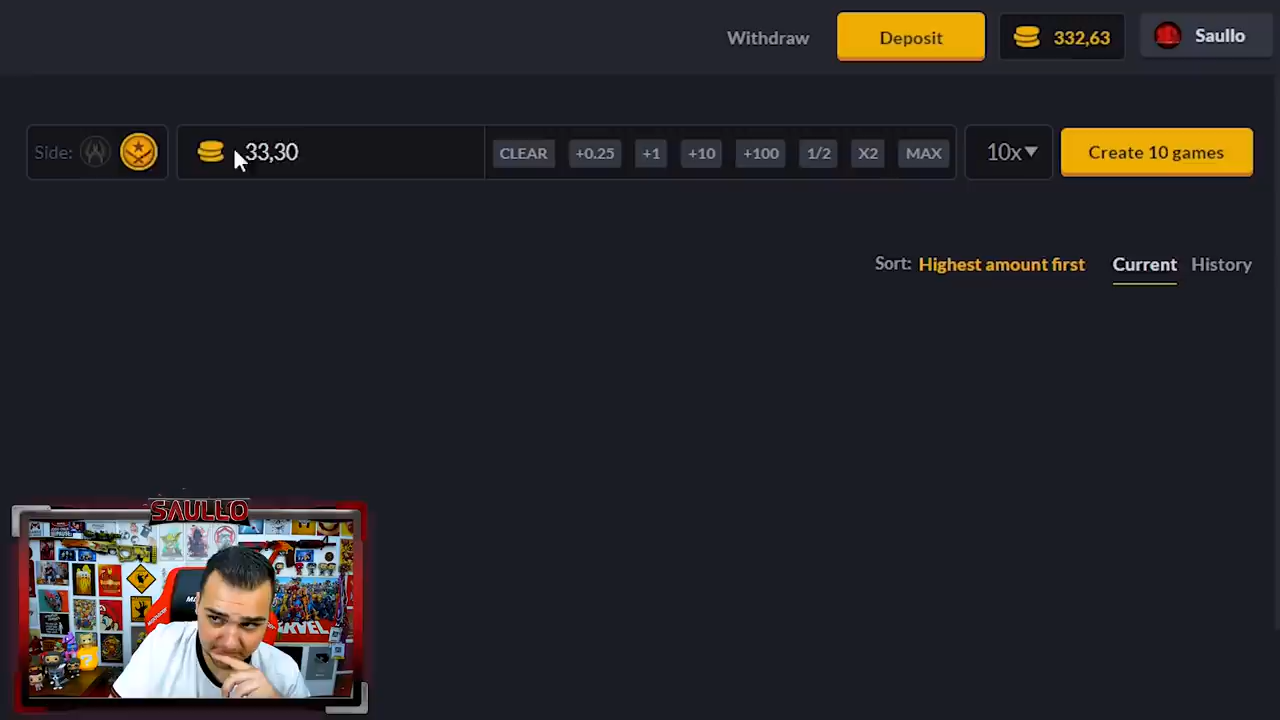 Withdraw
Deposit
332,63
Saullo
Side:
33,30
CLEAR
+0.25
+1
+10
+100
1/2
X2
MAX
10x
Create 10 games
Sort: Highest amount first
Current
History
SAULLO
MARVEL